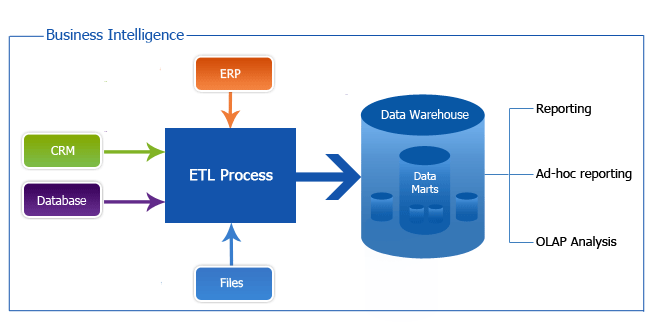 Business Intelligence
ERP
CRM
ETL Process
Database
Files
Data Warehouse
Data
Marts
Reporting
Ad-hoc reporting
OLAP Analysis